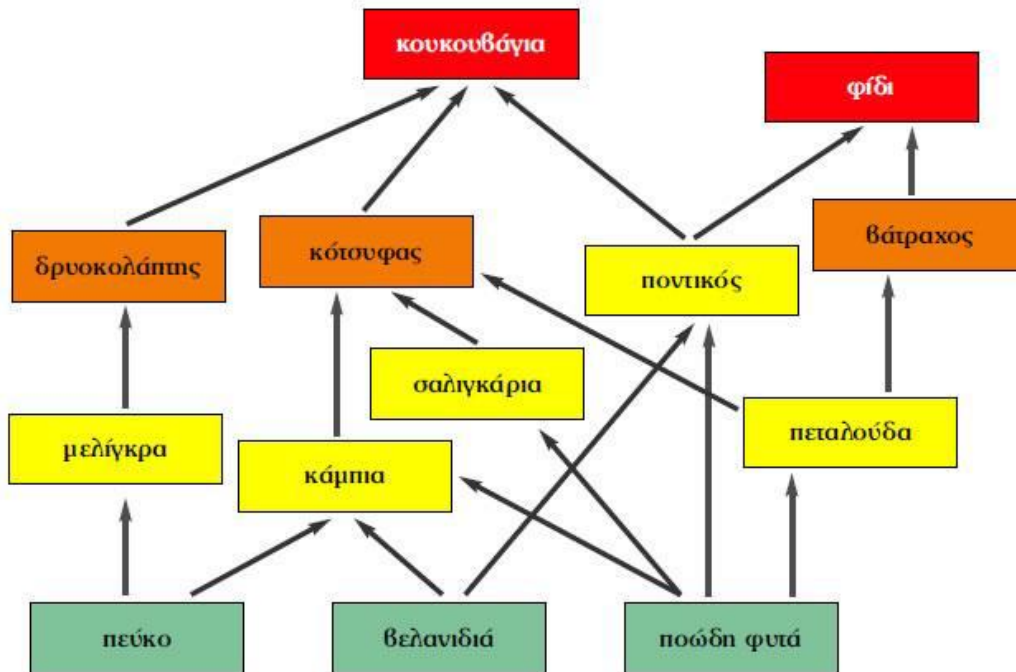 κουκουβάγια
φίδι
δρυοκολάπτης
κότσυφας
ποντικός
βάτραχος
σαλιγκάρια
μελίγκρα
κάμπια
πεταλούδα
πεύκο
βελανιδιά
ποώδη φυτά